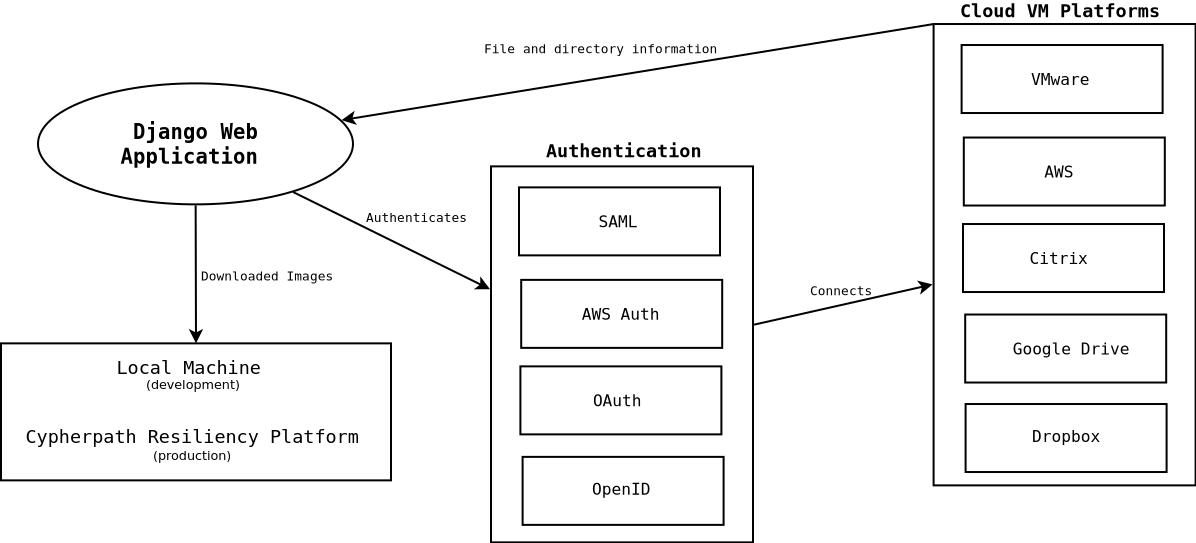 Cloud VM Platforms
File and directory information
VMware
Django Web
Application
Authentication
AWS
SAML
Authenticates
Citrix
Downloaded Images
Connects
AWS Auth
Google Drive
Local Machine
(development)
OAuth
Cypherpath Resiliency Platform
(production)
Dropbox
OpenID